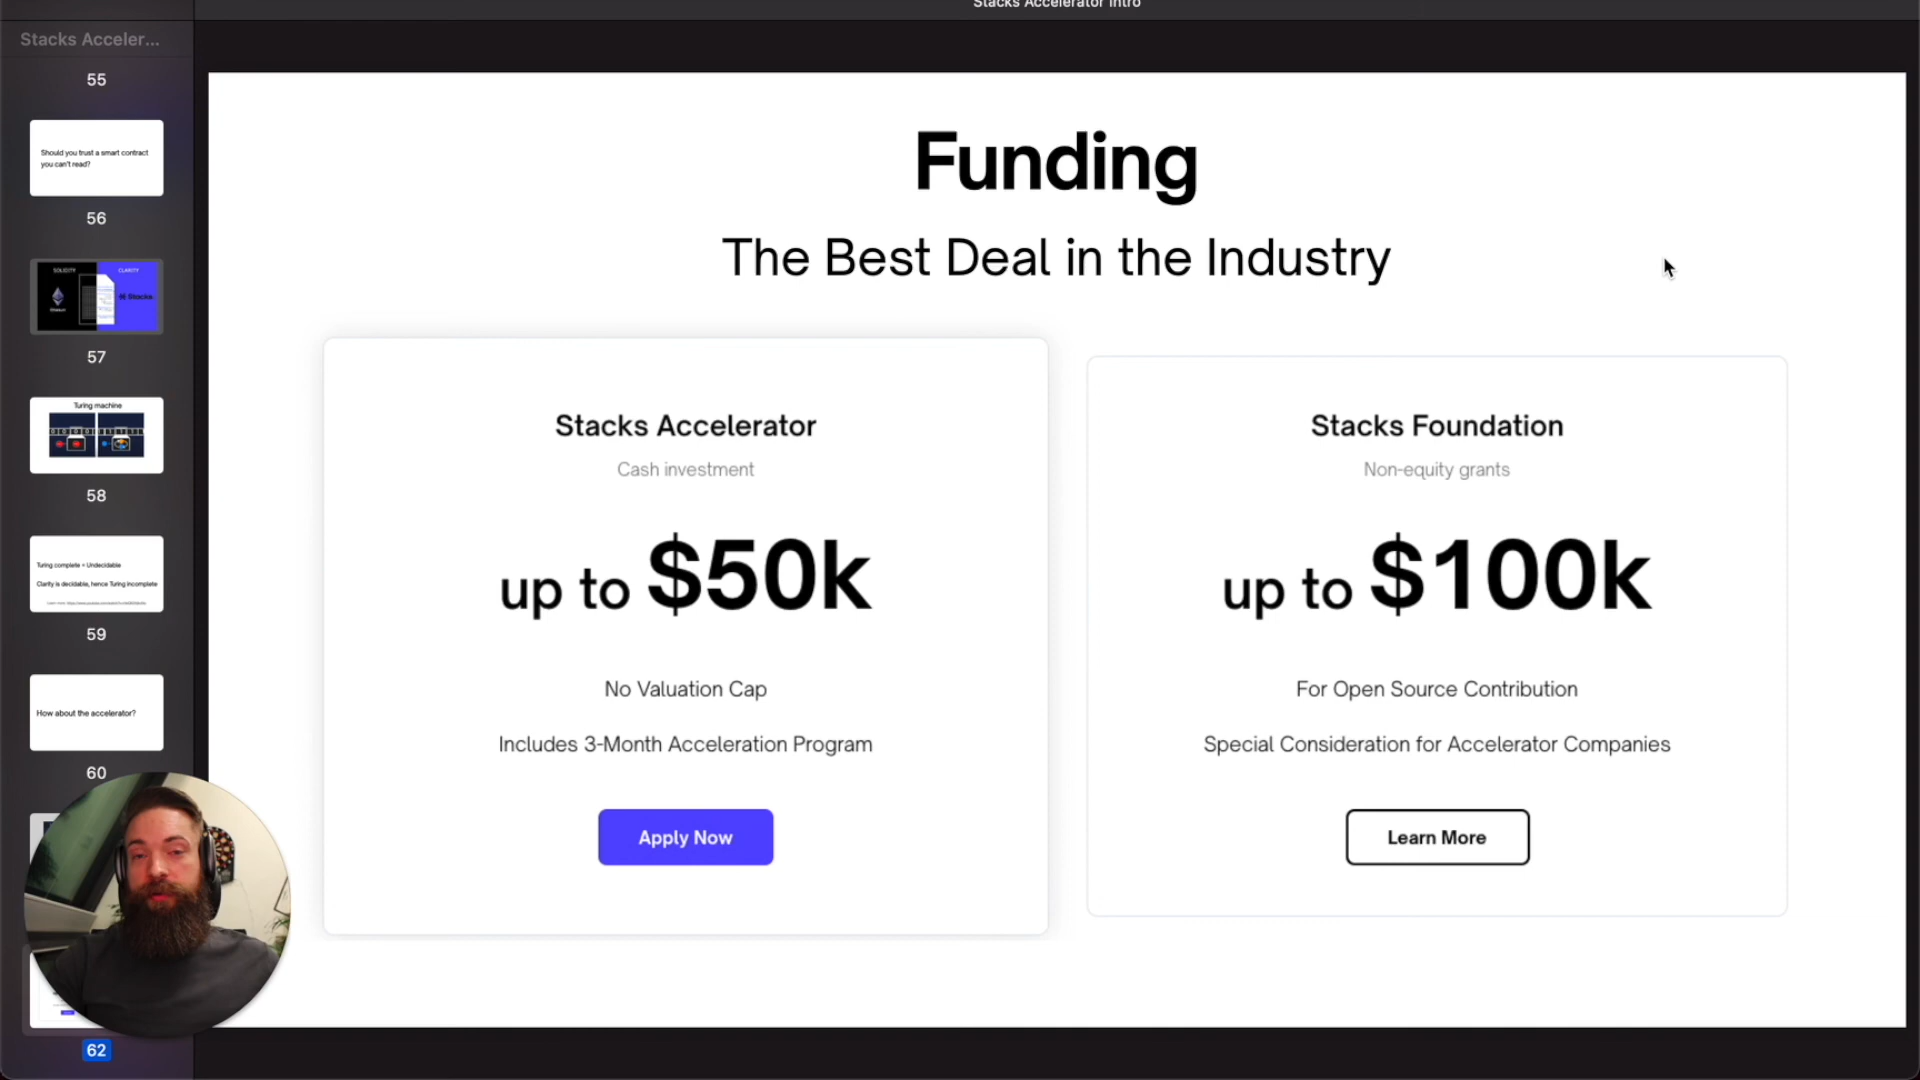 Stacks Accelerator Intro
Stacks Acceler...
55
Should you trust a smart contract
you can't read?
56
SOLIDITY
CLARITY
Stacks
57
Turing machine
58
Turing complete = Undecidable
Clarity is decidable, hence Turing incomplete
59
How about the accelerator?
60
62
Funding
The Best Deal in the Industry
Stacks Accelerator
Cash investment
up to $50k
No Valuation Cap
Includes 3-Month Acceleration Program
Apply Now
Stacks Foundation
Non-equity grants
up to $100k
For Open Source Contribution
Special Consideration for Accelerator Companies
Learn More